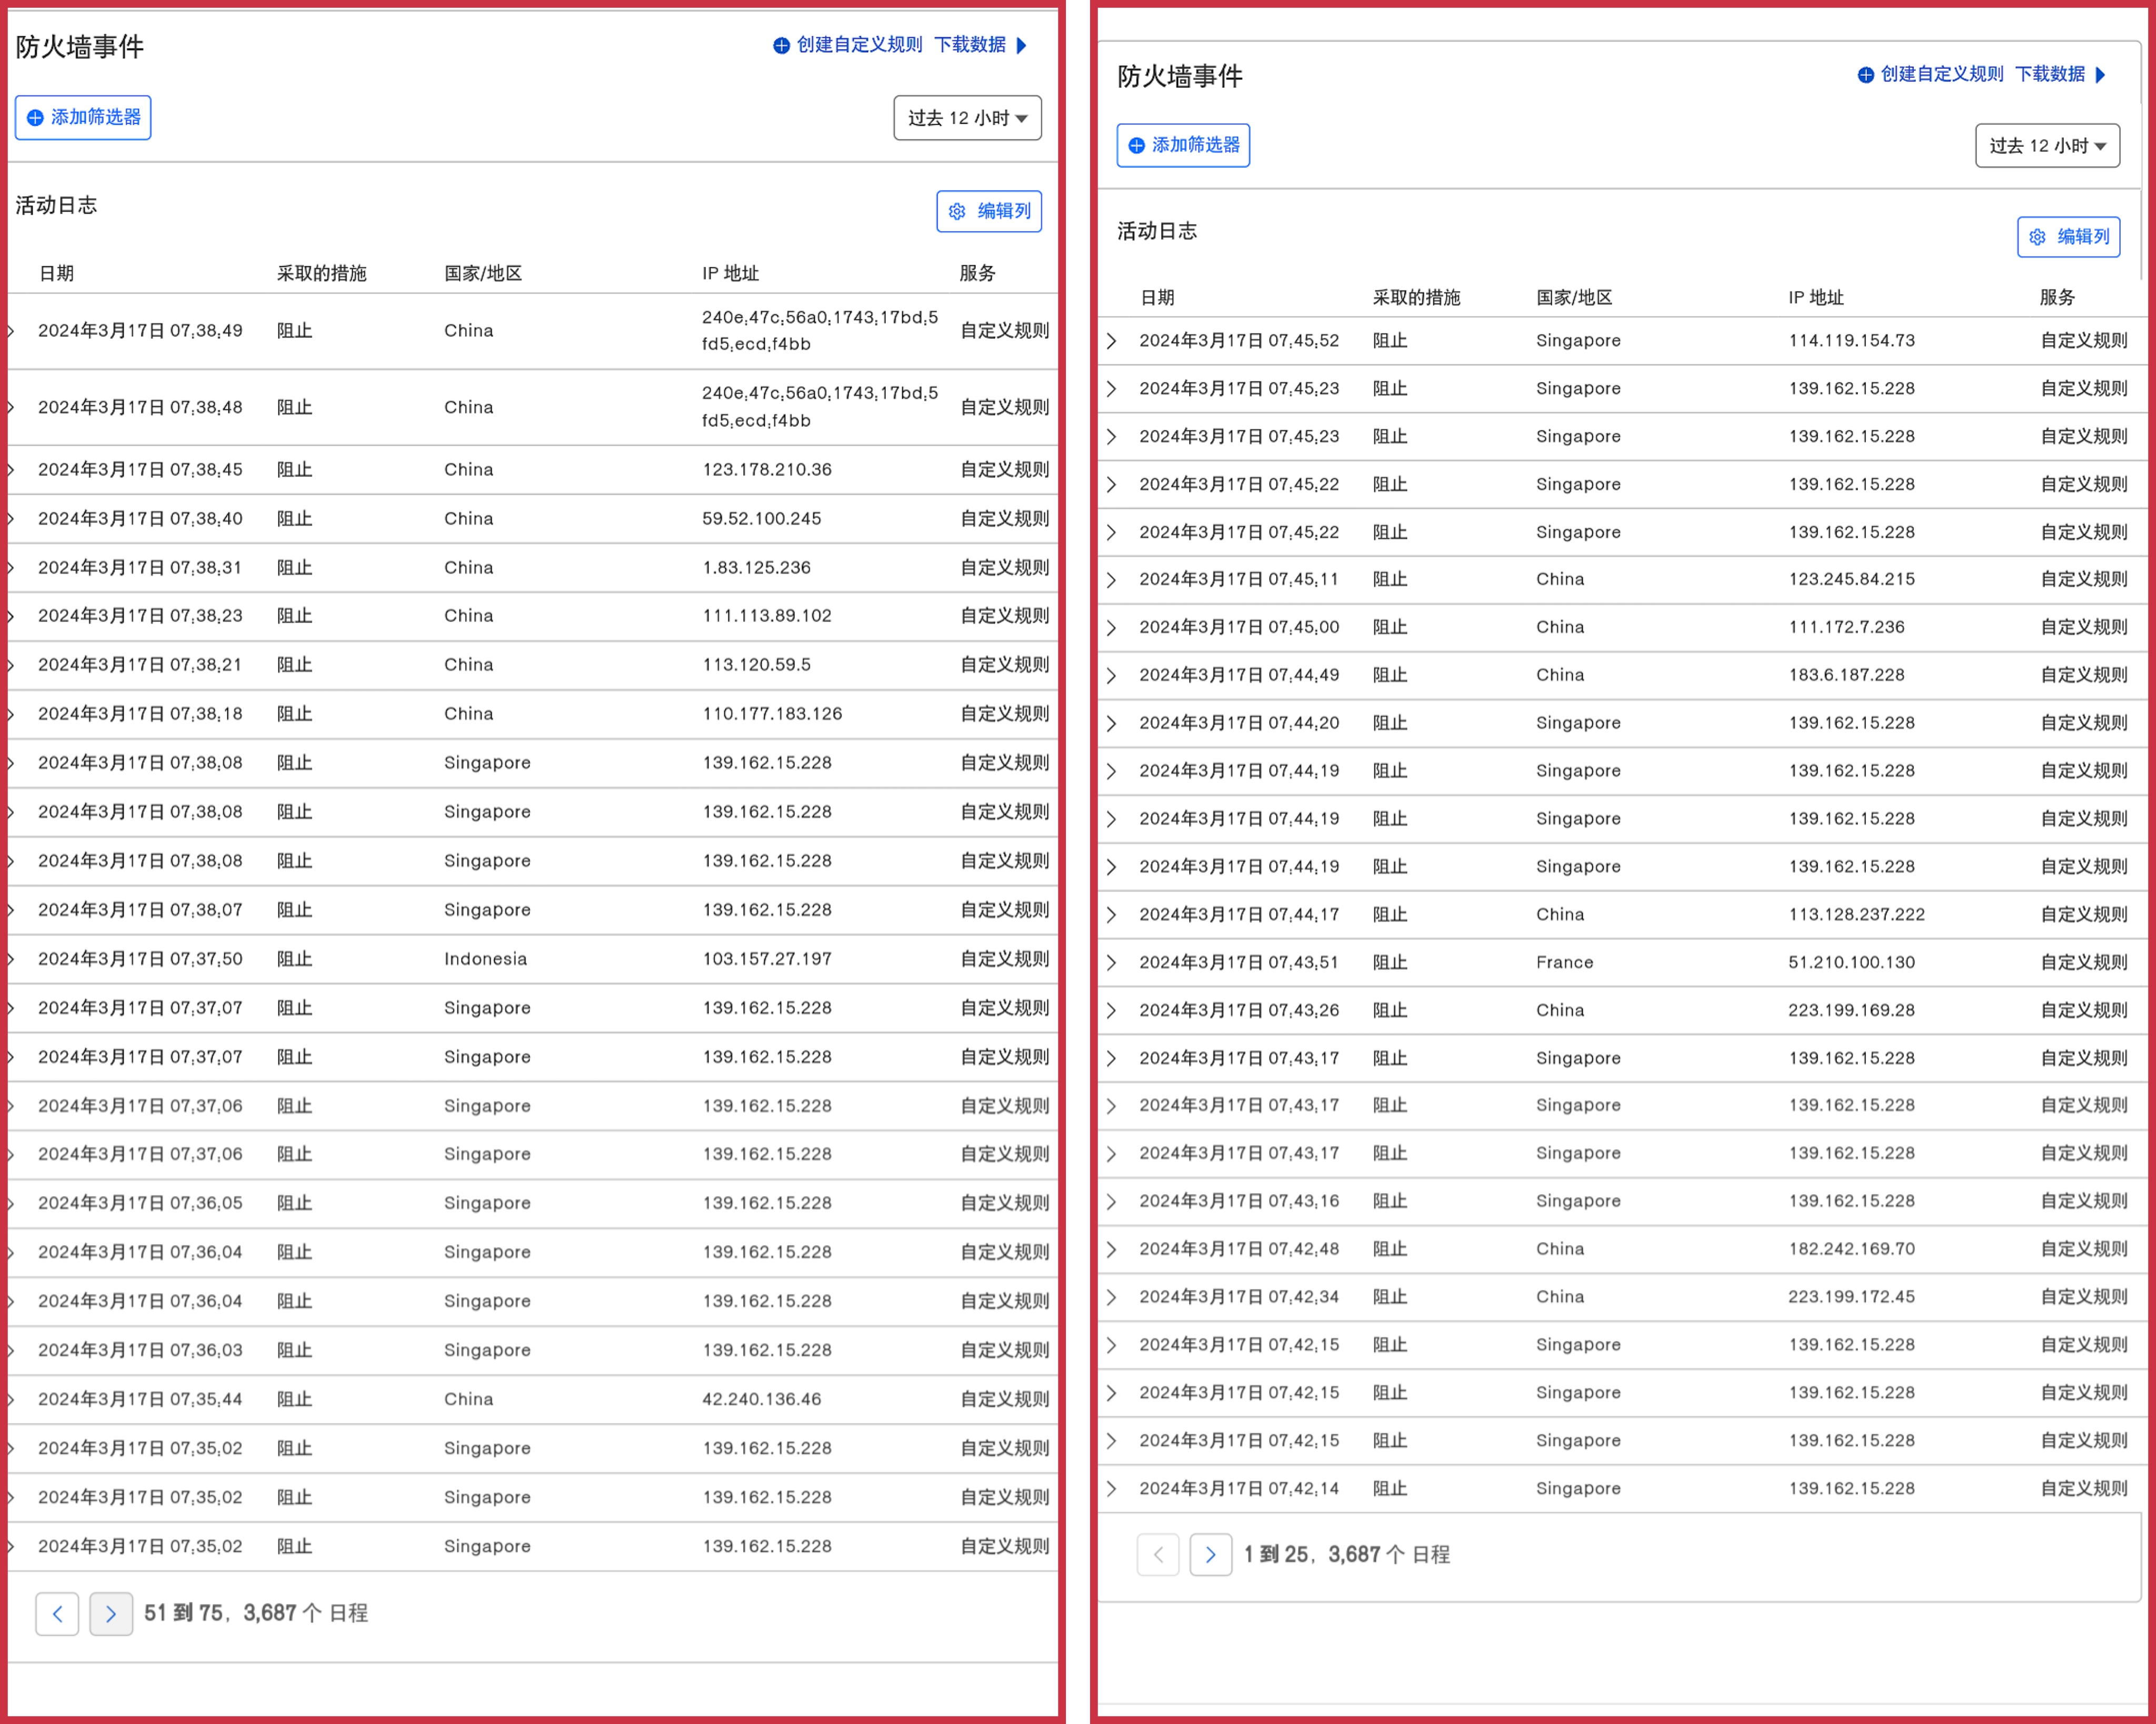 防火墙事件
创建自定义规则 下载数据
添加筛选器
过去 12 小时
活动日志
编辑列
日期 采取的措施 国家/地区 IP 地址 服务
2024年3月17日 07:38:49 阻止 China 240e:47c:56a0:1743:17bd:5 自定义规则
fd5:ecd:f4bb
2024年3月17日 07:38:48 阻止 China 240e:47c:56a0:1743:17bd:5 自定义规则
fd5:ecd:f4bb
2024年3月17日 07:38:45 阻止 China 123.178.210.36 自定义规则
2024年3月17日 07:38:40 阻止 China 59.52.100.245 自定义规则
2024年3月17日 07:38:31 阻止 China 1.83.125.236 自定义规则
2024年3月17日 07:38:23 阻止 China 111.113.89.102 自定义规则
2024年3月17日 07:38:21 阻止 China 113.120.59.5 自定义规则
2024年3月17日 07:38:18 阻止 China 110.177.183.126 自定义规则
2024年3月17日 07:38:08 阻止 Singapore 139.162.15.228 自定义规则
2024年3月17日 07:38:08 阻止 Singapore 139.162.15.228 自定义规则
2024年3月17日 07:38:08 阻止 Singapore 139.162.15.228 自定义规则
2024年3月17日 07:38:07 阻止 Singapore 139.162.15.228 自定义规则
2024年3月17日 07:37:50 阻止 Indonesia 103.157.27.197 自定义规则
2024年3月17日 07:37:07 阻止 Singapore 139.162.15.228 自定义规则
2024年3月17日 07:37:07 阻止 Singapore 139.162.15.228 自定义规则
2024年3月17日 07:37:06 阻止 Singapore 139.162.15.228 自定义规则
2024年3月17日 07:37:06 阻止 Singapore 139.162.15.228 自定义规则
2024年3月17日 07:36:05 阻止 Singapore 139.162.15.228 自定义规则
2024年3月17日 07:36:04 阻止 Singapore 139.162.15.228 自定义规则
2024年3月17日 07:36:04 阻止 Singapore 139.162.15.228 自定义规则
2024年3月17日 07:36:03 阻止 Singapore 139.162.15.228 自定义规则
2024年3月17日 07:35:44 阻止 China 42.240.136.46 自定义规则
2024年3月17日 07:35:02 阻止 Singapore 139.162.15.228 自定义规则
2024年3月17日 07:35:02 阻止 Singapore 139.162.15.228 自定义规则
2024年3月17日 07:35:02 阻止 Singapore 139.162.15.228 自定义规则
51 到 75，3,687 个 日程
防火墙事件
创建自定义规则 下载数据
添加筛选器
过去 12 小时
活动日志
编辑列
日期 采取的措施 国家/地区 IP 地址 服务
2024年3月17日 07:45:52 阻止 Singapore 114.119.154.73 自定义规则
2024年3月17日 07:45:23 阻止 Singapore 139.162.15.228 自定义规则
2024年3月17日 07:45:23 阻止 Singapore 139.162.15.228 自定义规则
2024年3月17日 07:45:22 阻止 Singapore 139.162.15.228 自定义规则
2024年3月17日 07:45:22 阻止 Singapore 139.162.15.228 自定义规则
2024年3月17日 07:45:11 阻止 China 123.245.84.215 自定义规则
2024年3月17日 07:45:00 阻止 China 111.172.7.236 自定义规则
2024年3月17日 07:44:49 阻止 China 183.6.187.228 自定义规则
2024年3月17日 07:44:20 阻止 Singapore 139.162.15.228 自定义规则
2024年3月17日 07:44:19 阻止 Singapore 139.162.15.228 自定义规则
2024年3月17日 07:44:19 阻止 Singapore 139.162.15.228 自定义规则
2024年3月17日 07:44:19 阻止 Singapore 139.162.15.228 自定义规则
2024年3月17日 07:44:17 阻止 China 113.128.237.222 自定义规则
2024年3月17日 07:43:51 阻止 France 51.210.100.130 自定义规则
2024年3月17日 07:43:26 阻止 China 223.199.169.28 自定义规则
2024年3月17日 07:43:17 阻止 Singapore 139.162.15.228 自定义规则
2024年3月17日 07:43:17 阻止 Singapore 139.162.15.228 自定义规则
2024年3月17日 07:43:17 阻止 Singapore 139.162.15.228 自定义规则
2024年3月17日 07:43:16 阻止 Singapore 139.162.15.228 自定义规则
2024年3月17日 07:42:48 阻止 China 182.242.169.70 自定义规则
2024年3月17日 07:42:34 阻止 China 223.199.172.45 自定义规则
2024年3月17日 07:42:15 阻止 Singapore 139.162.15.228 自定义规则
2024年3月17日 07:42:15 阻止 Singapore 139.162.15.228 自定义规则
2024年3月17日 07:42:15 阻止 Singapore 139.162.15.228 自定义规则
2024年3月17日 07:42:14 阻止 Singapore 139.162.15.228 自定义规则
1 到 25，3,687 个 日程